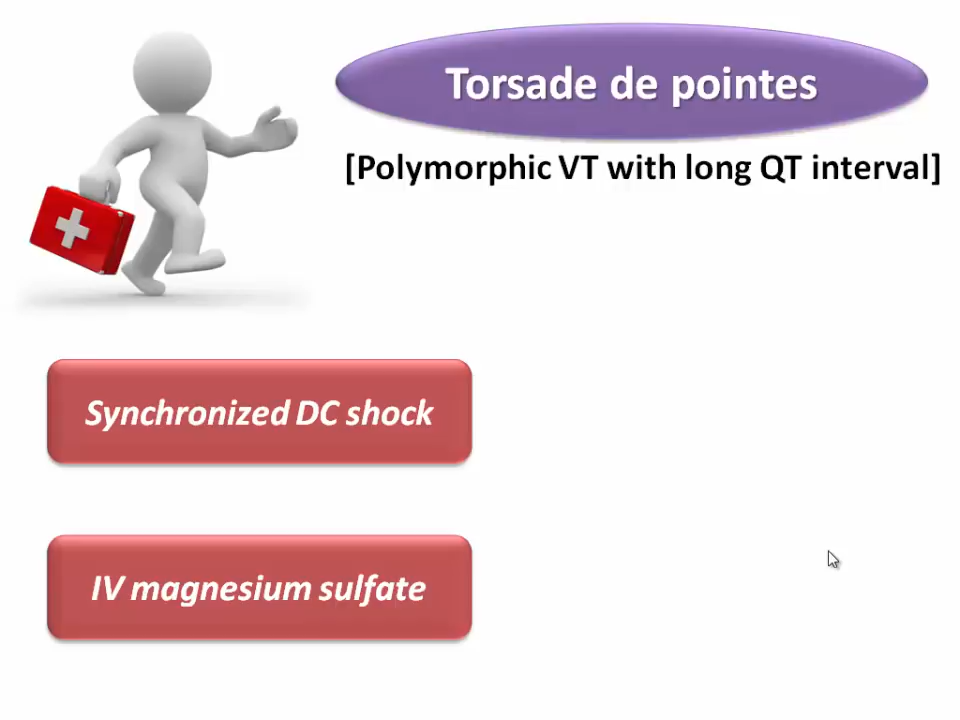 Torsade de pointes
[Polymorphic VT with long QT interval]
Synchronized DC shock
IV magnesium sulfate